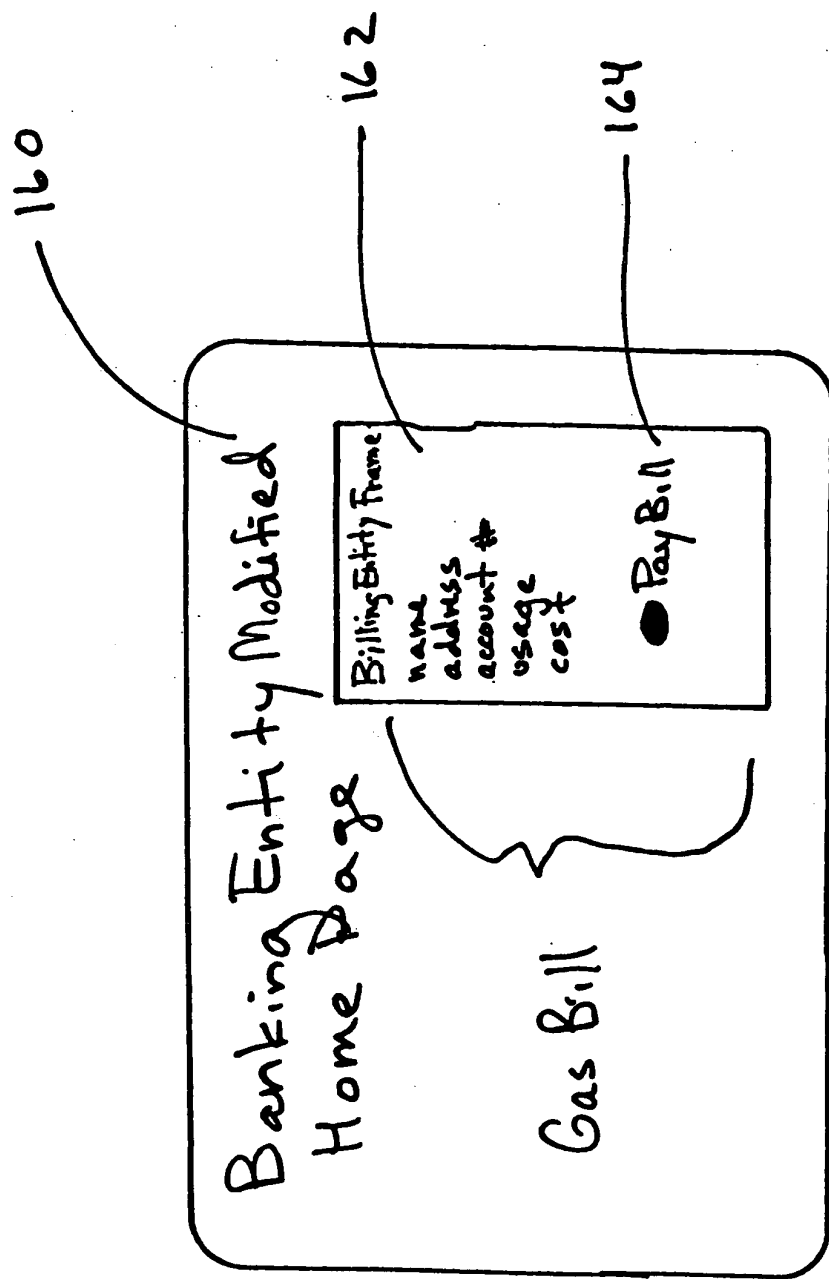 160
Banking Entity Modified
Home Page
162
Billing Entity Frame
name
address
account #
usage
cost
164
Pay Bill
Gas Bill